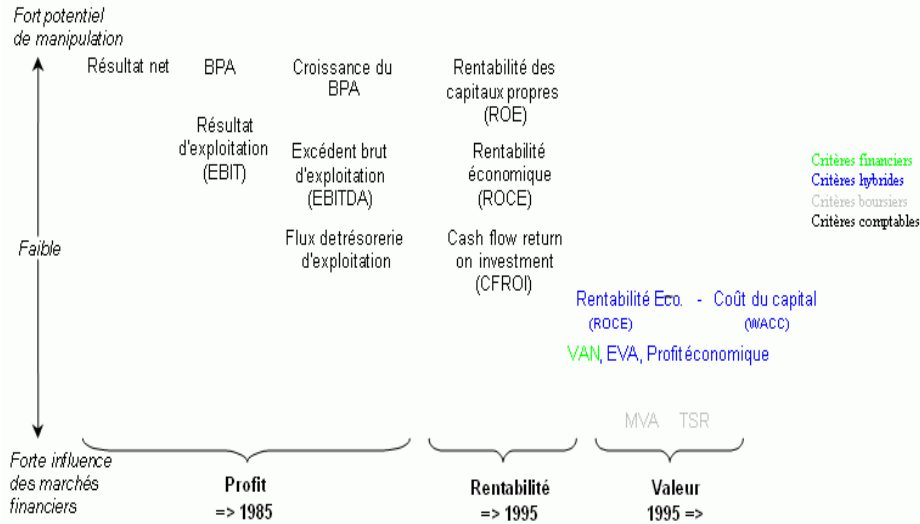 Fort potentiel
de manipulation
Résultat net
BPA
Croissance du
BPA
Rentabilité des
capitaux propres
(ROE)
Résultat
d'exploitation
(EBIT)
Excédent brut
d'exploitation
(EBITDA)
Rentabilité
économique
(ROCE)
Critères financiers
Critères hybrides
Critères boursiers
Critères comptables
Faible
Flux detrésorerie
d'exploitation
Cash flow return
on investment
(CFROI)
Rentabilité Eco. - Coût du capital
(ROCE) (WACC)
VAN, EVA, Profit économique
MVA TSR
Forte influence
des marchés
financiers
Profit
=> 1985
Rentabilité
=> 1995
Valeur
1995 =>